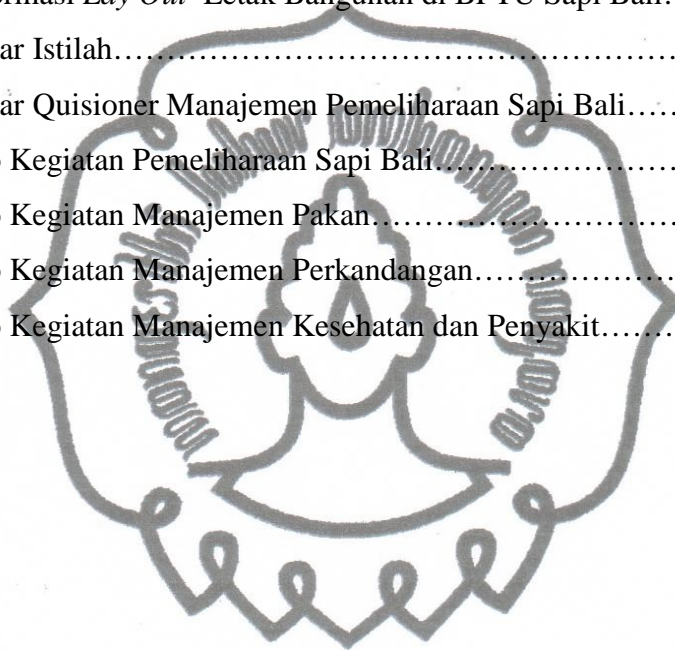 rmasi Lay Out Letak Bangunan di BPTU Sapi Bali…
ar Istilah……………………………………………………
ar Quisioner Manajemen Pemeliharaan Sapi Bali……
o Kegiatan Pemeliharaan Sapi Bali……………………
o Kegiatan Manajemen Pakan…………………………
o Kegiatan Manajemen Perkandangan…………………
o Kegiatan Manajemen Kesehatan dan Penyakit………